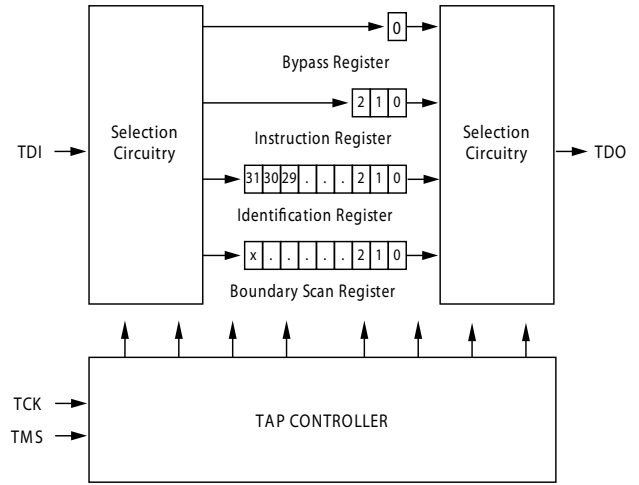 0
Bypass Register
2 1 0
Selection Circuitry
Selection Circuitry
TDI
Instruction Register
TDO
31 30 29 . . . 2 1 0
Identification Register
x . . . . . 2 1 0
Boundary Scan Register
TCK
TAP CONTROLLER
TMS